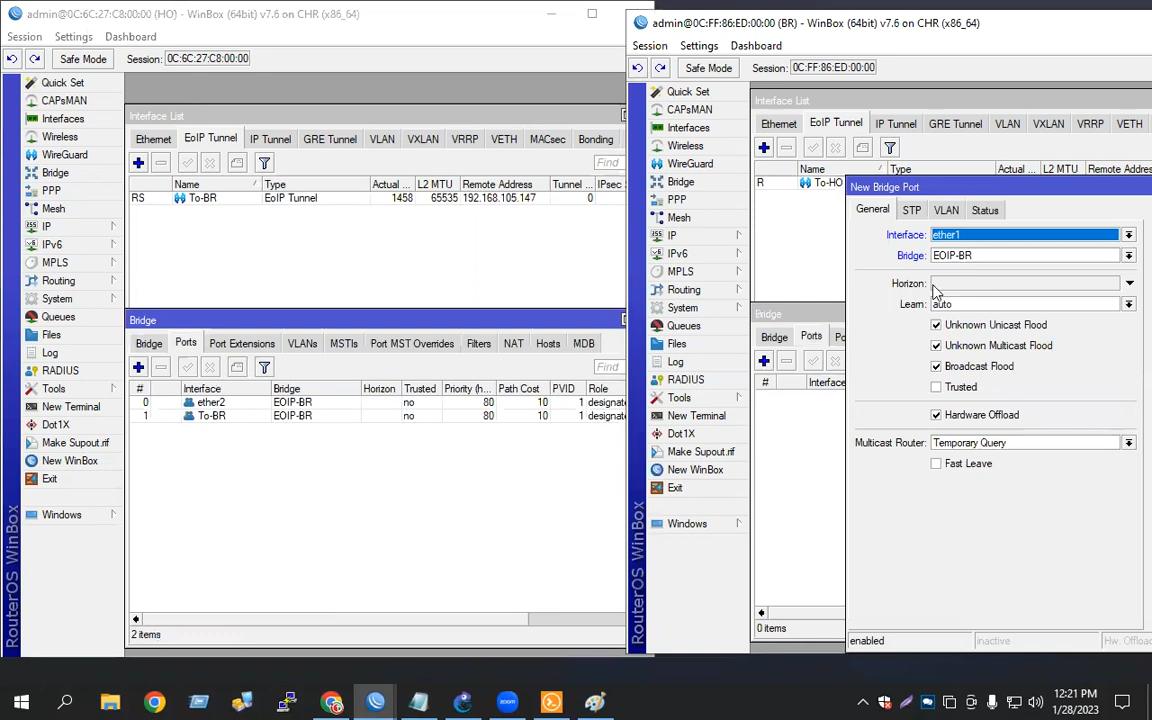 admin@0C:6C:27:C8:00:00 (HO) - WinBox (64bit) v7.6 on CHR (x86_64)
Session Settings Dashboard
Safe Mode Session: 0C:6C:27:C8:00:00
Quick Set
CAPsMAN
Interfaces
Wireless
WireGuard
Bridge
PPP
Mesh
IP
IPv6
MPLS
Routing
System
Queues
Files
Log
RADIUS
Tools
New Terminal
Dot1X
Make Supout.rif
New WinBox
Exit
Windows
RouterOS WinBox
Interface List
Ethernet EoIP Tunnel IP Tunnel GRE Tunnel VLAN VXLAN VRRP VETH MACsec Bonding
Find
Name Type Actual ... L2 MTU Remote Address Tunnel ... IPsec S
RS To-BR EoIP Tunnel 1458 65535 192.168.105.147 0
Bridge
Bridge Ports Port Extensions VLANs MSTIs Port MST Overrides Filters NAT Hosts MDB
Find
# Interface Bridge Horizon Trusted Priority (h... Path Cost PVID Role
0 ether2 EOIP-BR no 80 10 1 designate
1 To-BR EOIP-BR no 80 10 1 designate
2 items
admin@0C:FF:86:ED:00:00 (BR) - WinBox (64bit) v7.6 on CHR (x86_64)
Session Settings Dashboard
Safe Mode Session: 0C:FF:86:ED:00:00
Quick Set
CAPsMAN
Interfaces
Wireless
WireGuard
Bridge
PPP
Mesh
IP
IPv6
MPLS
Routing
System
Queues
Files
Log
RADIUS
Tools
New Terminal
Dot1X
Make Supout.rif
New WinBox
Exit
Windows
RouterOS WinBox
Interface List
Ethernet EoIP Tunnel IP Tunnel GRE Tunnel VLAN VXLAN VRRP VETH
Name Type Actual ... L2 MTU Remote Address
R To-HO
Bridge
Bridge Ports Po
# Interface
0 items
New Bridge Port
General STP VLAN Status
Interface: ether1
Bridge: EOIP-BR
Horizon:
Learn: auto
Unknown Unicast Flood
Unknown Multicast Flood
Broadcast Flood
Trusted
Hardware Offload
Multicast Router: Temporary Query
Fast Leave
enabled inactive Hw. Offload
12:21 PM
1/28/2023